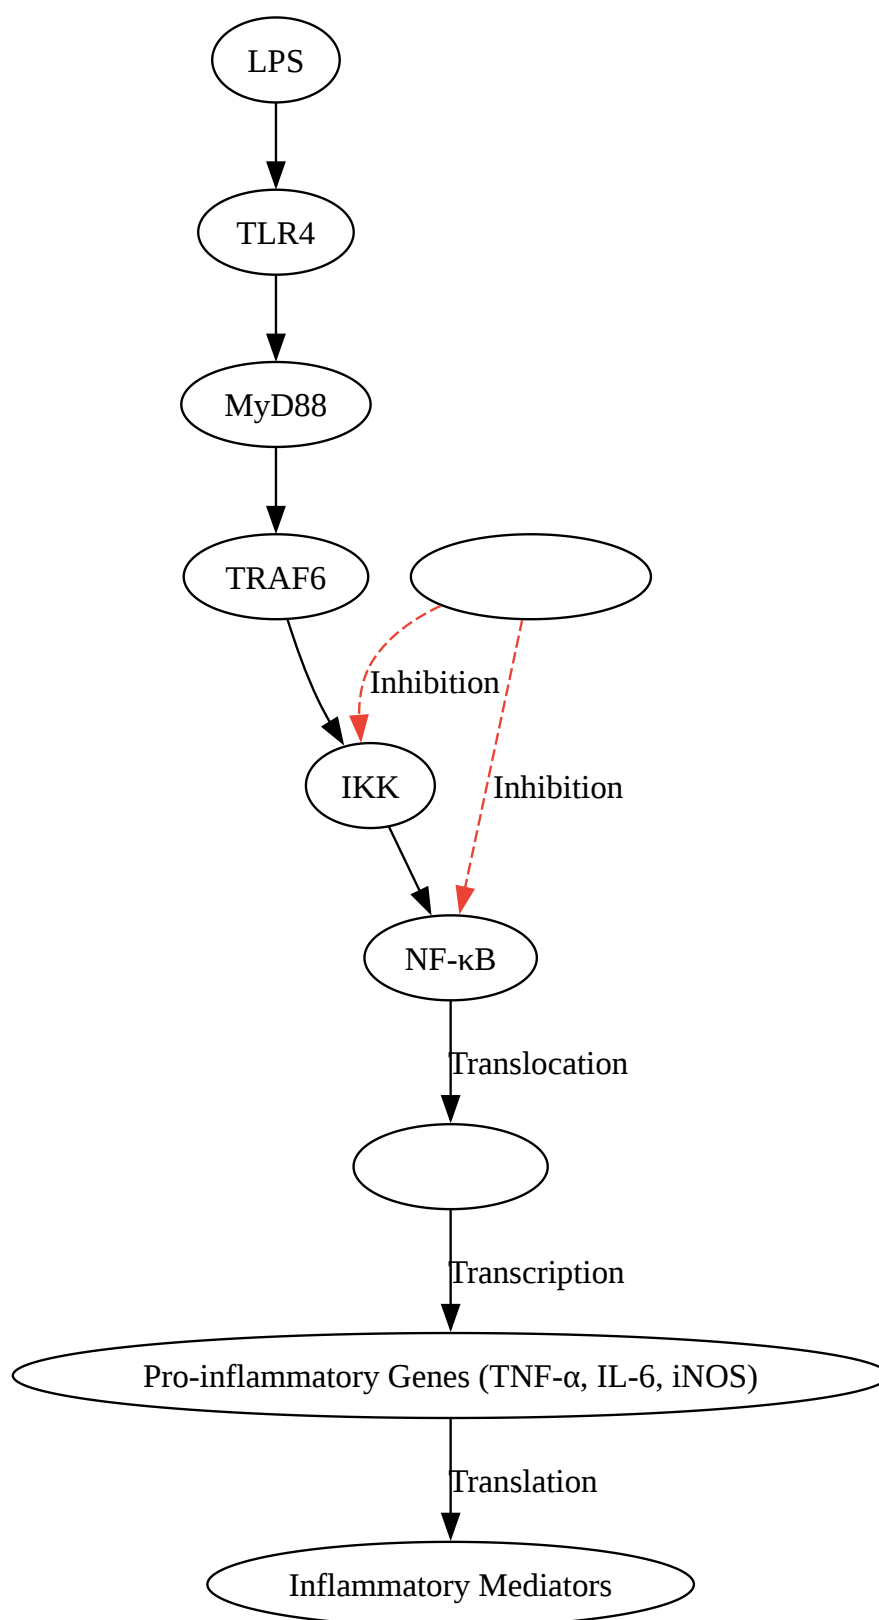 LPS
TLR4
MyD88
TRAF6
Inhibition
IKK
Inhibition
NF-κB
Translocation
Transcription
Pro-inflammatory Genes (TNF-α, IL-6, iNOS)
Translation
Inflammatory Mediators